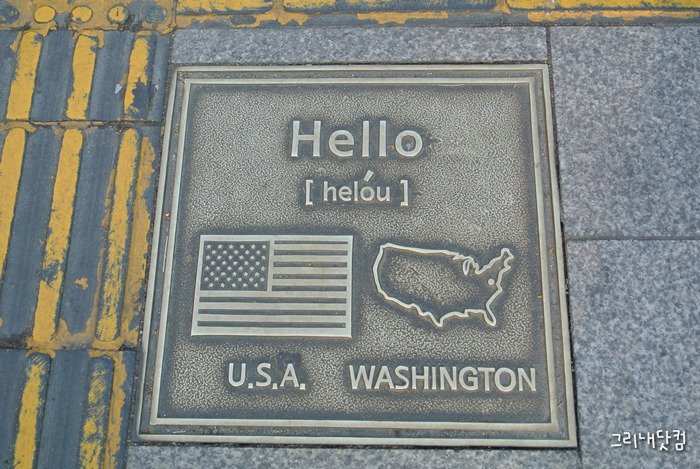 Hello
[ helóu ]
U.S.A. WASHINGTON
그리내닷컴